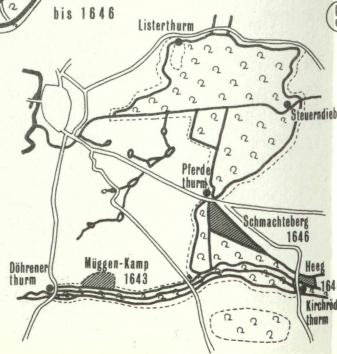 bis 1646
Listerthurm
Steuerndieb
Pferde
thurm
Schmachteberg
1646
Döhrener
thurm
Müggen-Kamp
1643
Heeg
164
Kirchröd
thurm